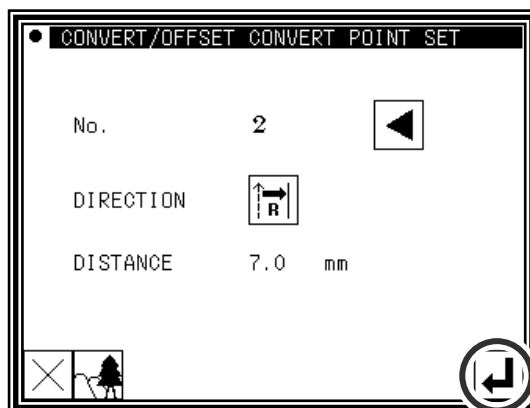 CONVERT/OFFSET CONVERT POINT SET
No. 2
DIRECTION R
DISTANCE 7.0 mm